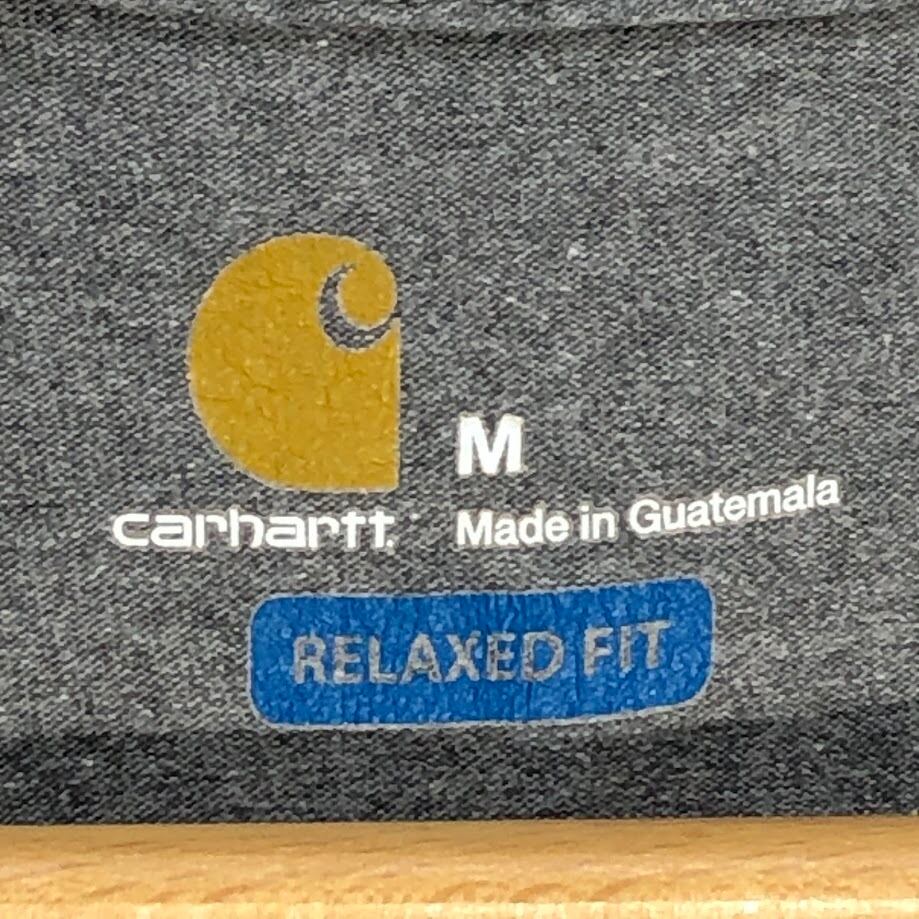 M
carhartt
Made in Guatemala
RELAXED FIT